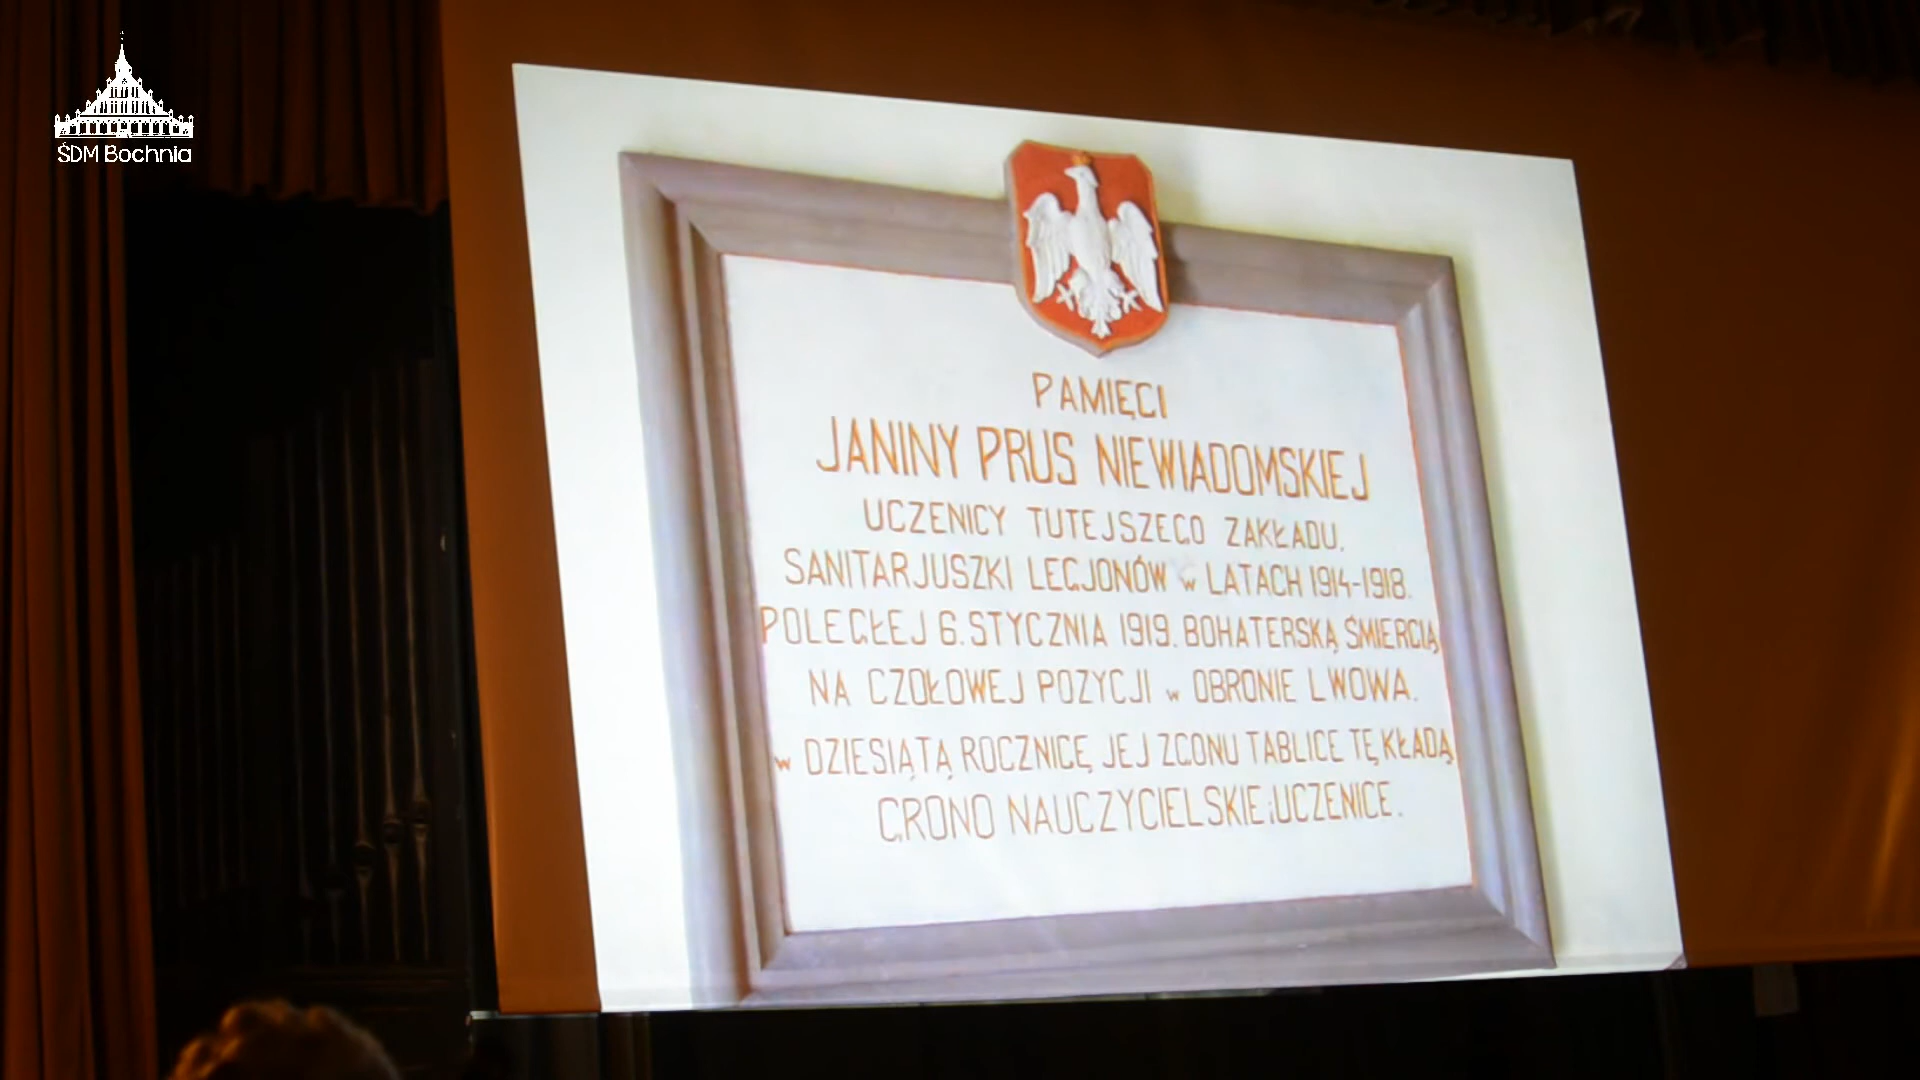 ŚDM Bochnia
PAMIĘCI
JANINY PRUS NIEWIADOMSKIEJ
UCZENICY TUTEJSZEGO ZAKŁADU.
SANITARJUSZKI LEGJONÓW w LATACH 1914-1918.
POLEGŁEJ 6. STYCZNIA 1919. BOHATERSKĄ ŚMIERCIĄ
NA CZOŁOWEJ POZYCJI w OBRONIE LWOWA.
w DZIESIĄTĄ ROCZNICĘ JEJ ZGONU TABLICE TĘ KŁADĄ
GRONO NAUCZYCIELSKIE i UCZENICE.